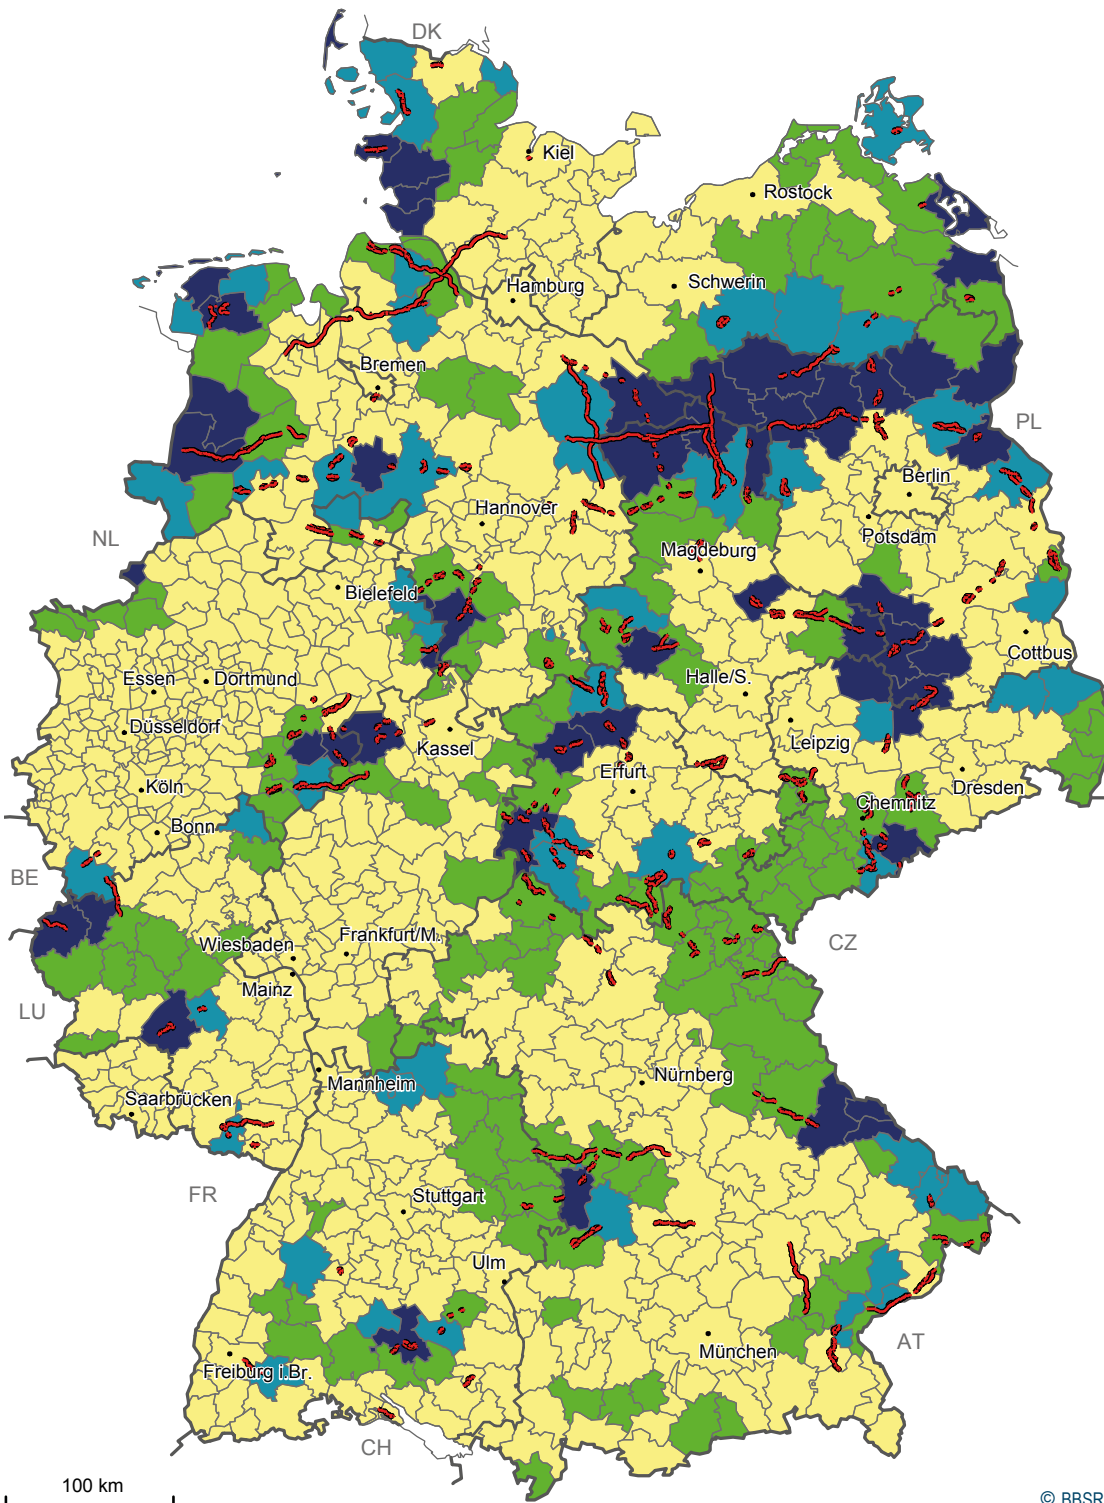 DK
Kiel
Rostock
Hamburg
Schwerin
Bremen
PL
Berlin
Hannover
Potsdam
NL
Magdeburg
Bielefeld
Cottbus
Essen
Dortmund
Halle/S.
Düsseldorf
Kassel
Leipzig
Erfurt
Dresden
Köln
Chemnitz
Bonn
BE
Wiesbaden
Frankfurt/M.
CZ
Mainz
LU
Nürnberg
Mannheim
Saarbrücken
FR
Stuttgart
Ulm
AT
München
Freiburg i.Br.
CH
100 km
© BBSR